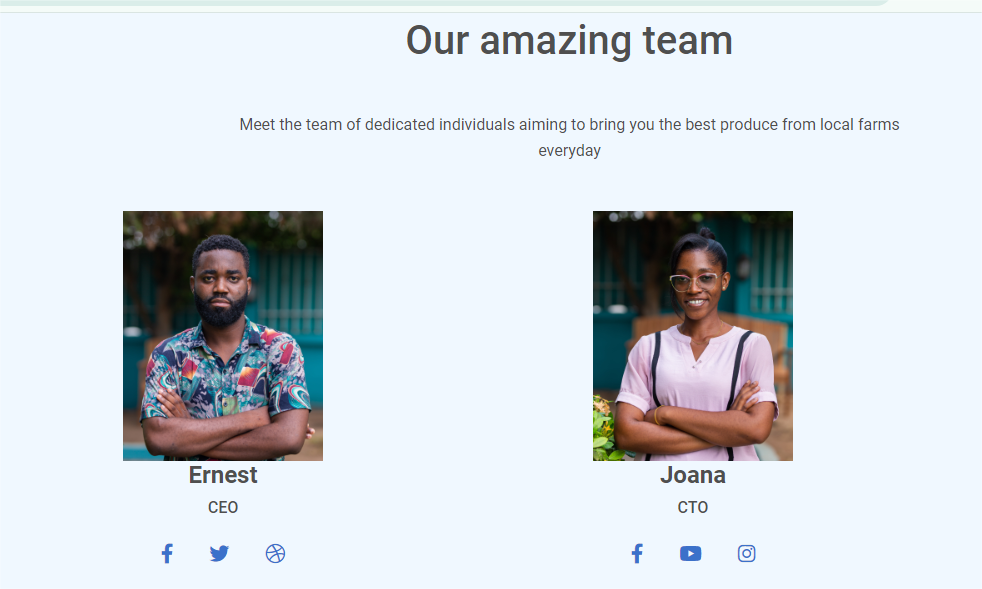 Our amazing team
Meet the team of dedicated individuals aiming to bring you the best produce from local farms
everyday
Ernest
CEO
Joana
CTO